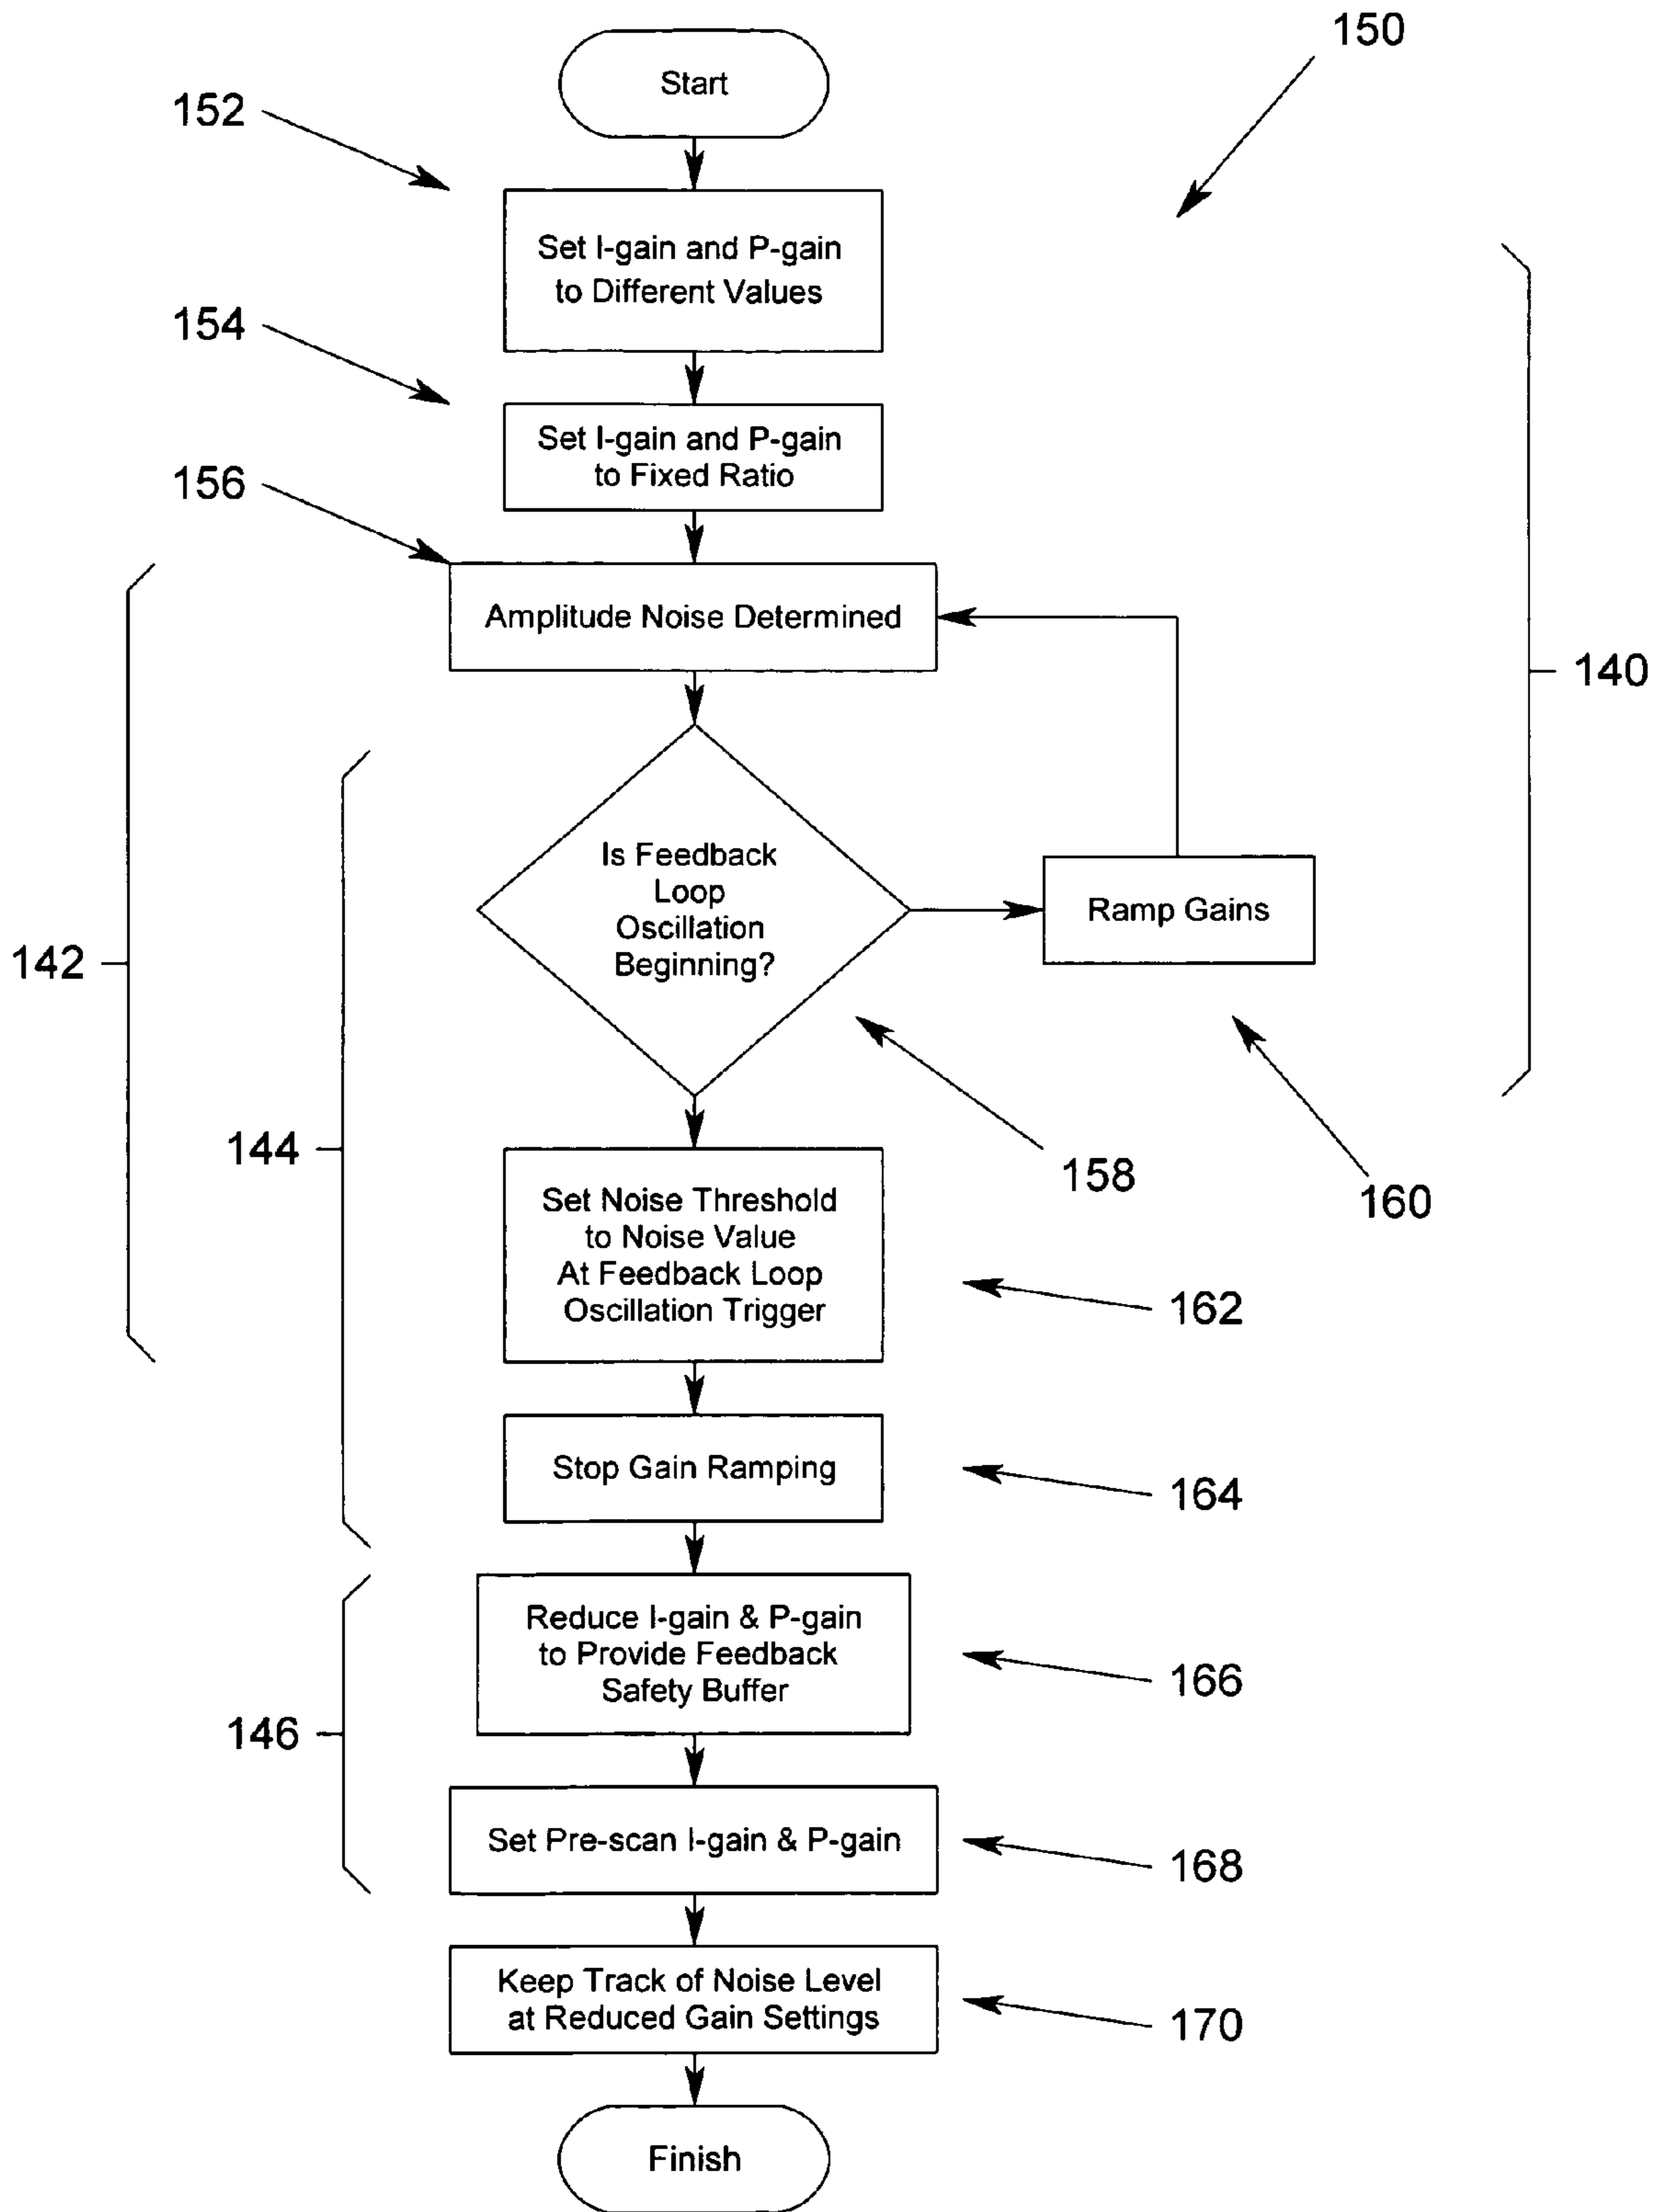 150
Start
152
Set I-gain and P-gain
to Different Values
154
Set I-gain and P-gain
to Fixed Ratio
156
Amplitude Noise Determined
140
Is Feedback
Loop
Oscillation
Beginning?
Ramp Gains
142
144
158
160
Set Noise Threshold
to Noise Value
At Feedback Loop
Oscillation Trigger
162
Stop Gain Ramping
164
Reduce I-gain & P-gain
to Provide Feedback
Safety Buffer
166
146
Set Pre-scan I-gain & P-gain
168
Keep Track of Noise Level
at Reduced Gain Settings
170
Finish